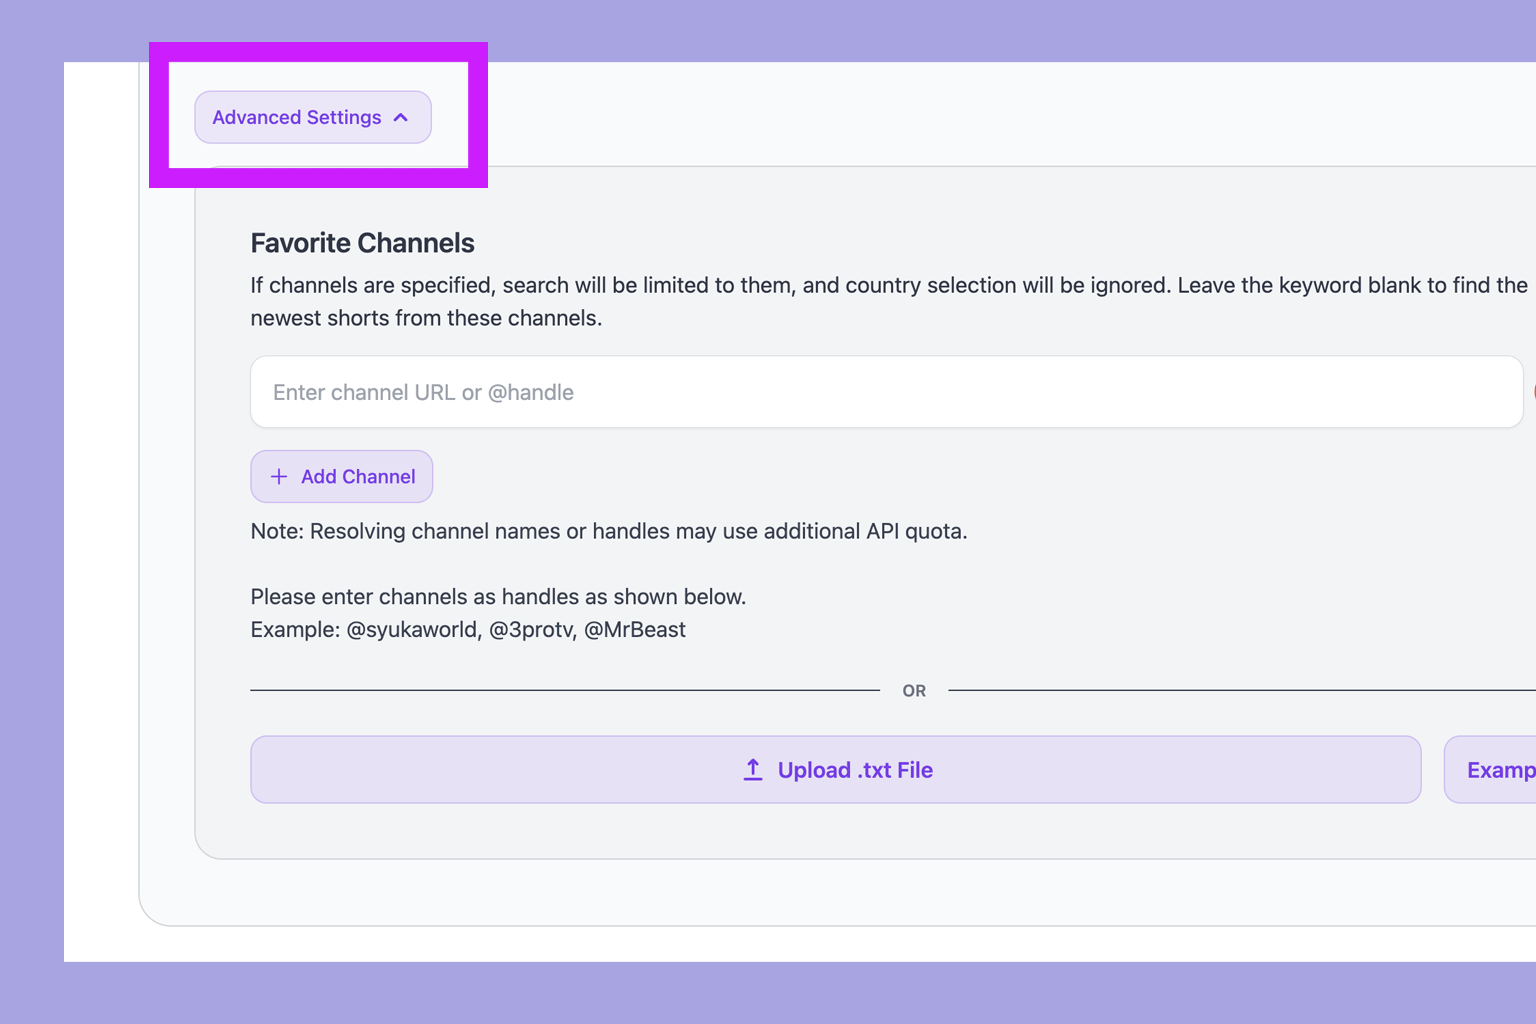 Advanced Settings
Favorite Channels
If channels are specified, search will be limited to them, and country selection will be ignored. Leave the keyword blank to find the
newest shorts from these channels.
Enter channel URL or @handle
Add Channel
Note: Resolving channel names or handles may use additional API quota.
Please enter channels as handles as shown below.
Example: @syukaworld, @3protv, @MrBeast
OR
Upload .txt File
Examp